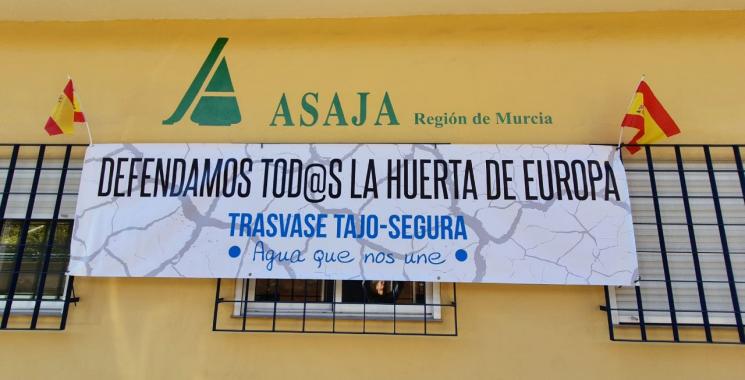 ASAJA Región de Murcia
DEFENDAMOS TOD@S LA HUERTA DE EUROPA
TRASVASE TAJO-SEGURA
• Agua que nos une •